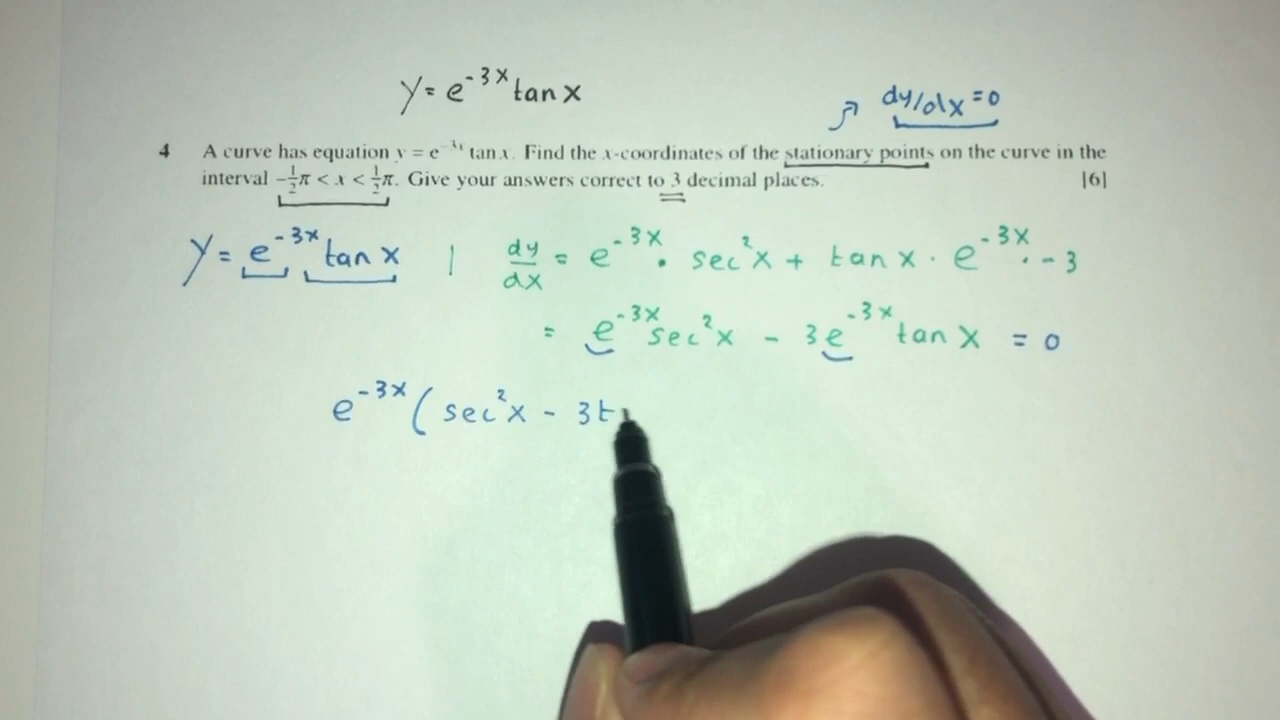 y = e⁻³ˣ tan x
dy/dx = 0
4 A curve has equation y = e⁻³ˣ tan x. Find the x-coordinates of the stationary points on the curve in the
interval −½π < x < ½π. Give your answers correct to 3 decimal places. [6]
y = e⁻³ˣ tan x | dy/dx = e⁻³ˣ · sec²x + tan x · e⁻³ˣ · -3
= e⁻³ˣ sec²x - 3e⁻³ˣ tan x = 0
e⁻³ˣ ( sec²x - 3t